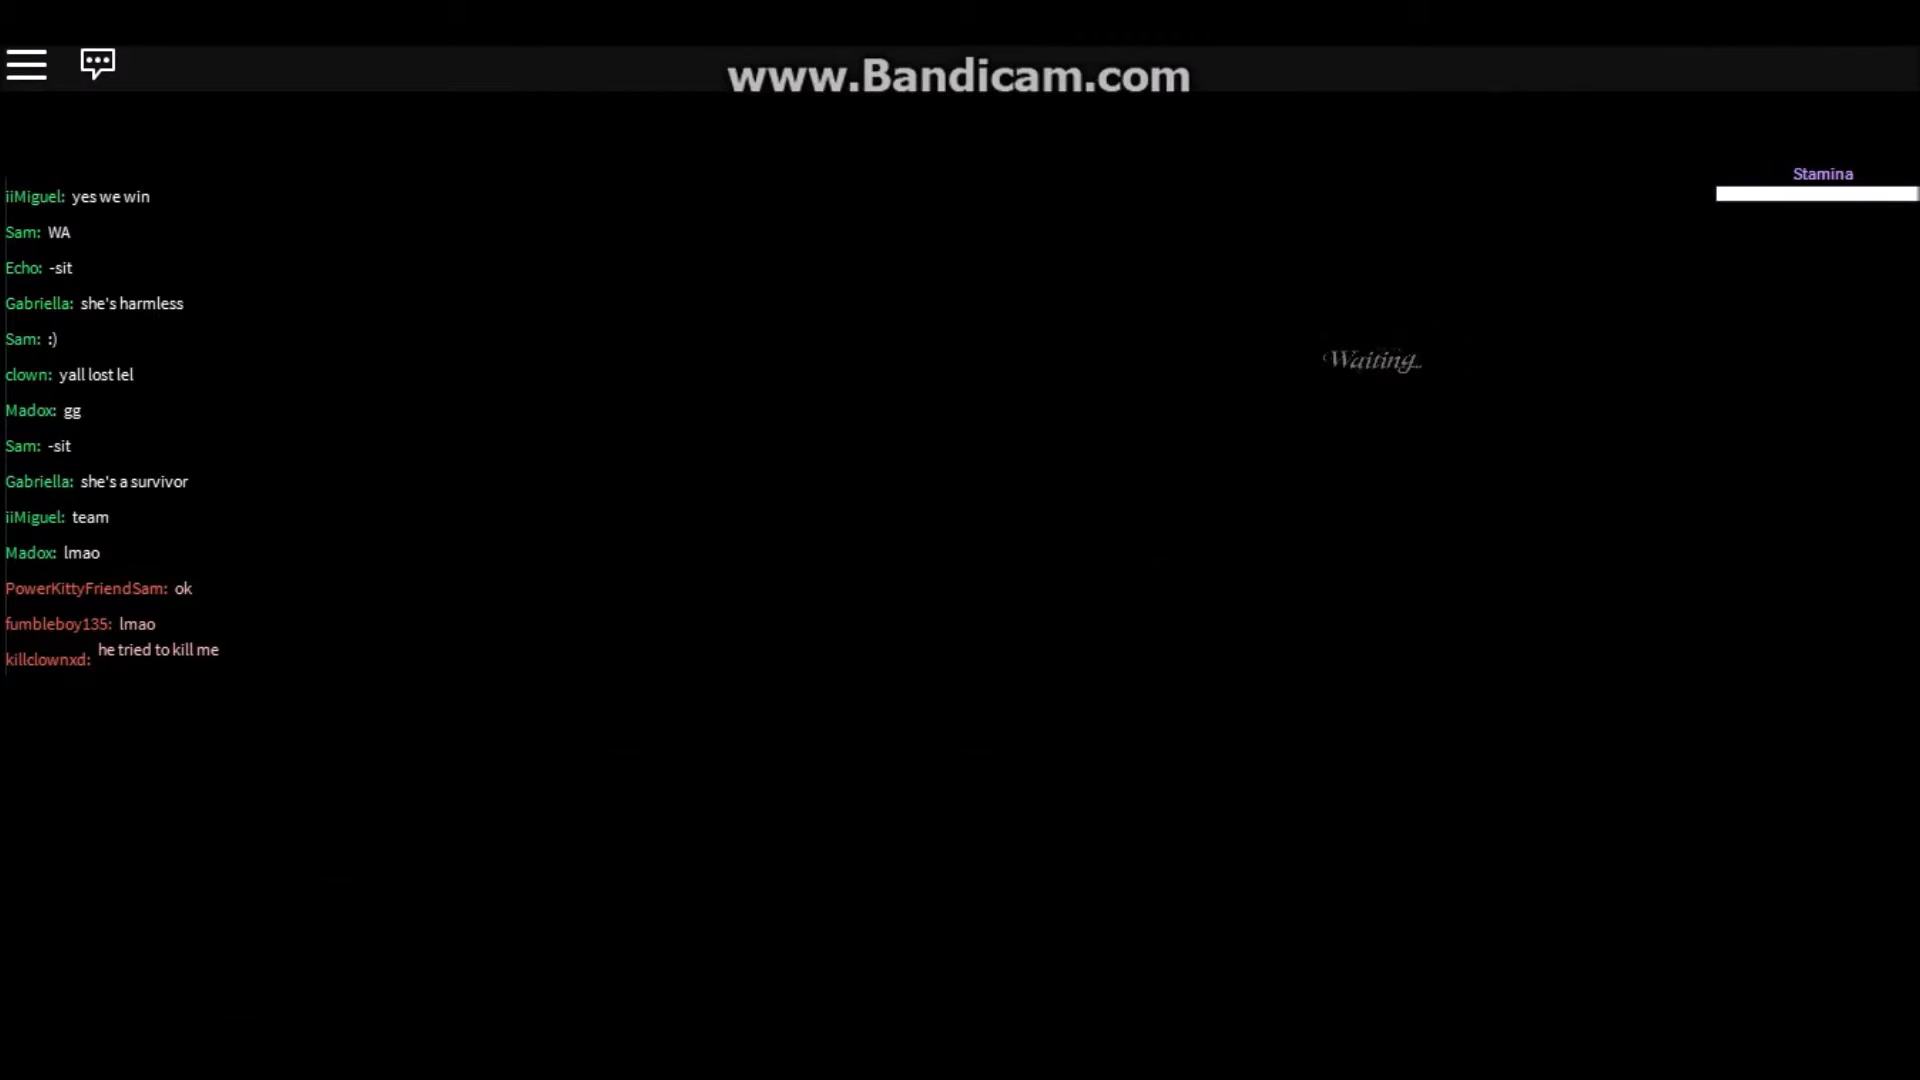 www.Bandicam.com
Stamina
iiMiguel: yes we win
Sam: WA
Echo: -sit
Gabriella: she's harmless
Sam: :)
Waiting...
clown: yall lost lel
Madox: gg
Sam: -sit
Gabriella: she's a survivor
iiMiguel: team
Madox: lmao
PowerKittyFriendSam: ok
fumbleboy135: lmao
killclownxd: he tried to kill me